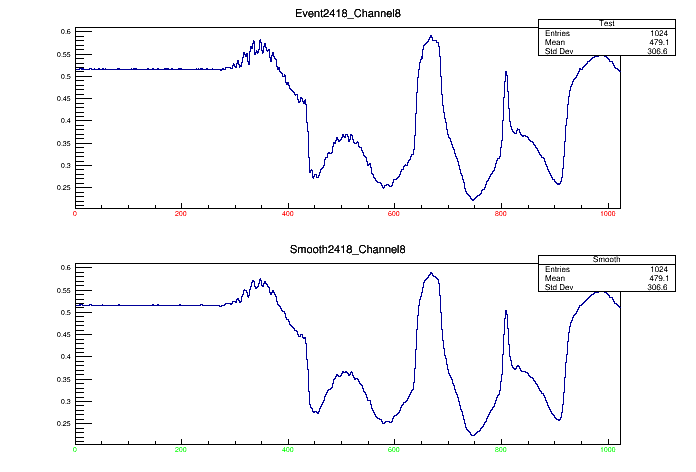 Event2418_Channel8
Test
Entries 1024
Mean 479.1
Std Dev 306.6
0.6
0.55
0.5
0.45
0.4
0.35
0.3
0.25
0 200 400 600 800 1000
Smooth2418_Channel8
Smooth
Entries 1024
Mean 479.1
Std Dev 306.6
0.6
0.55
0.5
0.45
0.4
0.35
0.3
0.25
0 200 400 600 800 1000